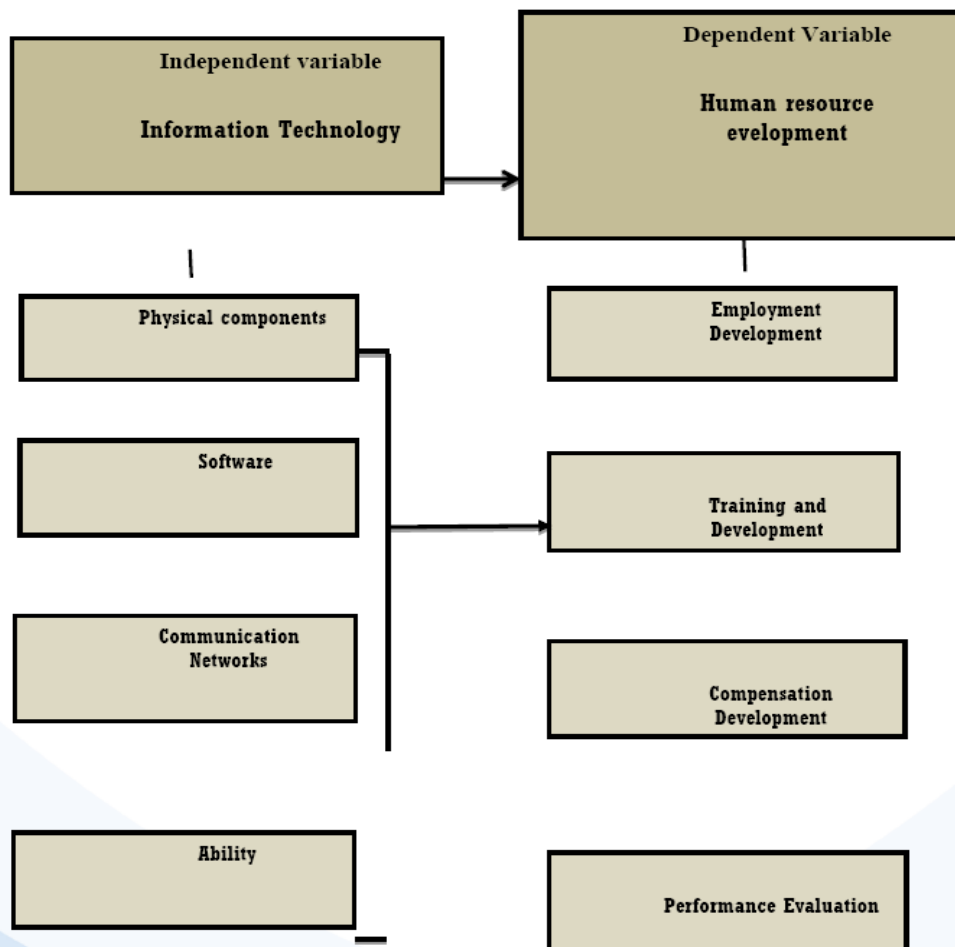 Independent variable
Information Technology
Dependent Variable
Human resource
evelopment
Physical components
Software
Communication
Networks
Ability
Employment
Development
Training and
Development
Compensation
Development
Performance Evaluation